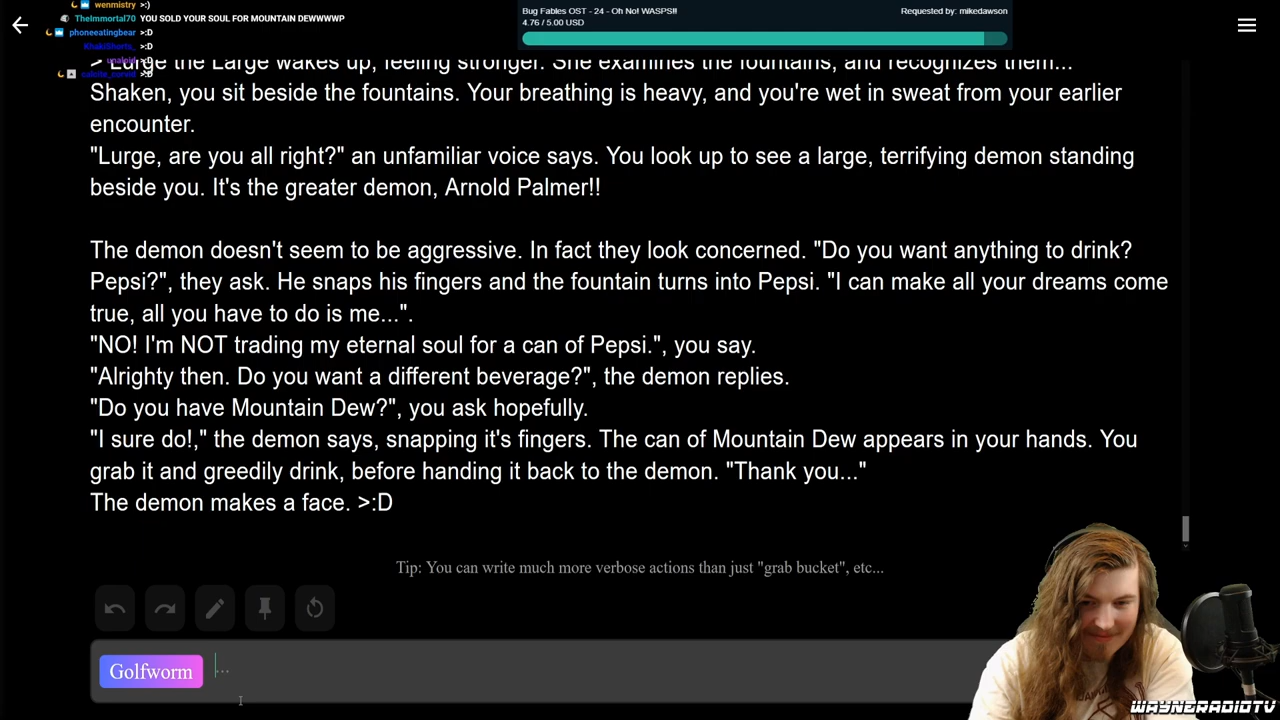 wenmistry >:)
TheImmortal70 YOU SOLD YOUR SOUL FOR MOUNTAIN DEWWWWP
phoneeatingbear >:D
KhakiShorts_ >:D
unaloid >:D
calcite_corvid >:D
Bug Fables OST - 24 - Oh No! WASPS!! Requested by: mikedawson
4.76 / 5.00 USD
> Lurge the Large wakes up, feeling stronger. She examines the fountains, and recognizes them...
Shaken, you sit beside the fountains. Your breathing is heavy, and you're wet in sweat from your earlier
encounter.
"Lurge, are you all right?" an unfamiliar voice says. You look up to see a large, terrifying demon standing
beside you. It's the greater demon, Arnold Palmer!!
The demon doesn't seem to be aggressive. In fact they look concerned. "Do you want anything to drink?
Pepsi?", they ask. He snaps his fingers and the fountain turns into Pepsi. "I can make all your dreams come
true, all you have to do is me...".
"NO! I'm NOT trading my eternal soul for a can of Pepsi.", you say.
"Alrighty then. Do you want a different beverage?", the demon replies.
"Do you have Mountain Dew?", you ask hopefully.
"I sure do!," the demon says, snapping it's fingers. The can of Mountain Dew appears in your hands. You
grab it and greedily drink, before handing it back to the demon. "Thank you..."
The demon makes a face. >:D
Tip: You can write much more verbose actions than just "grab bucket", etc...
Golfworm ...
WAYNERADIOTV